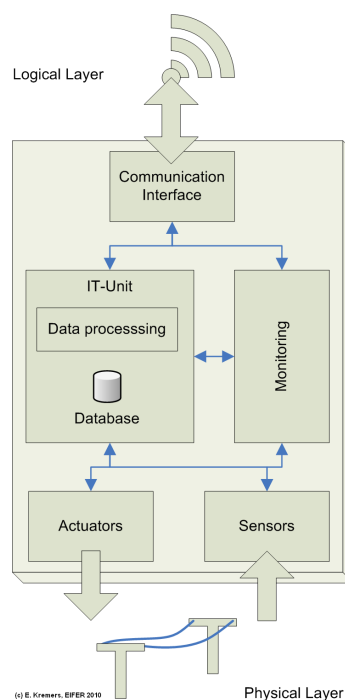 Logical Layer
Communication
Interface
IT-Unit
Data processsing
Database
Monitoring
Actuators
Sensors
(c) E. Kremers, EIFER 2010
Physical Layer